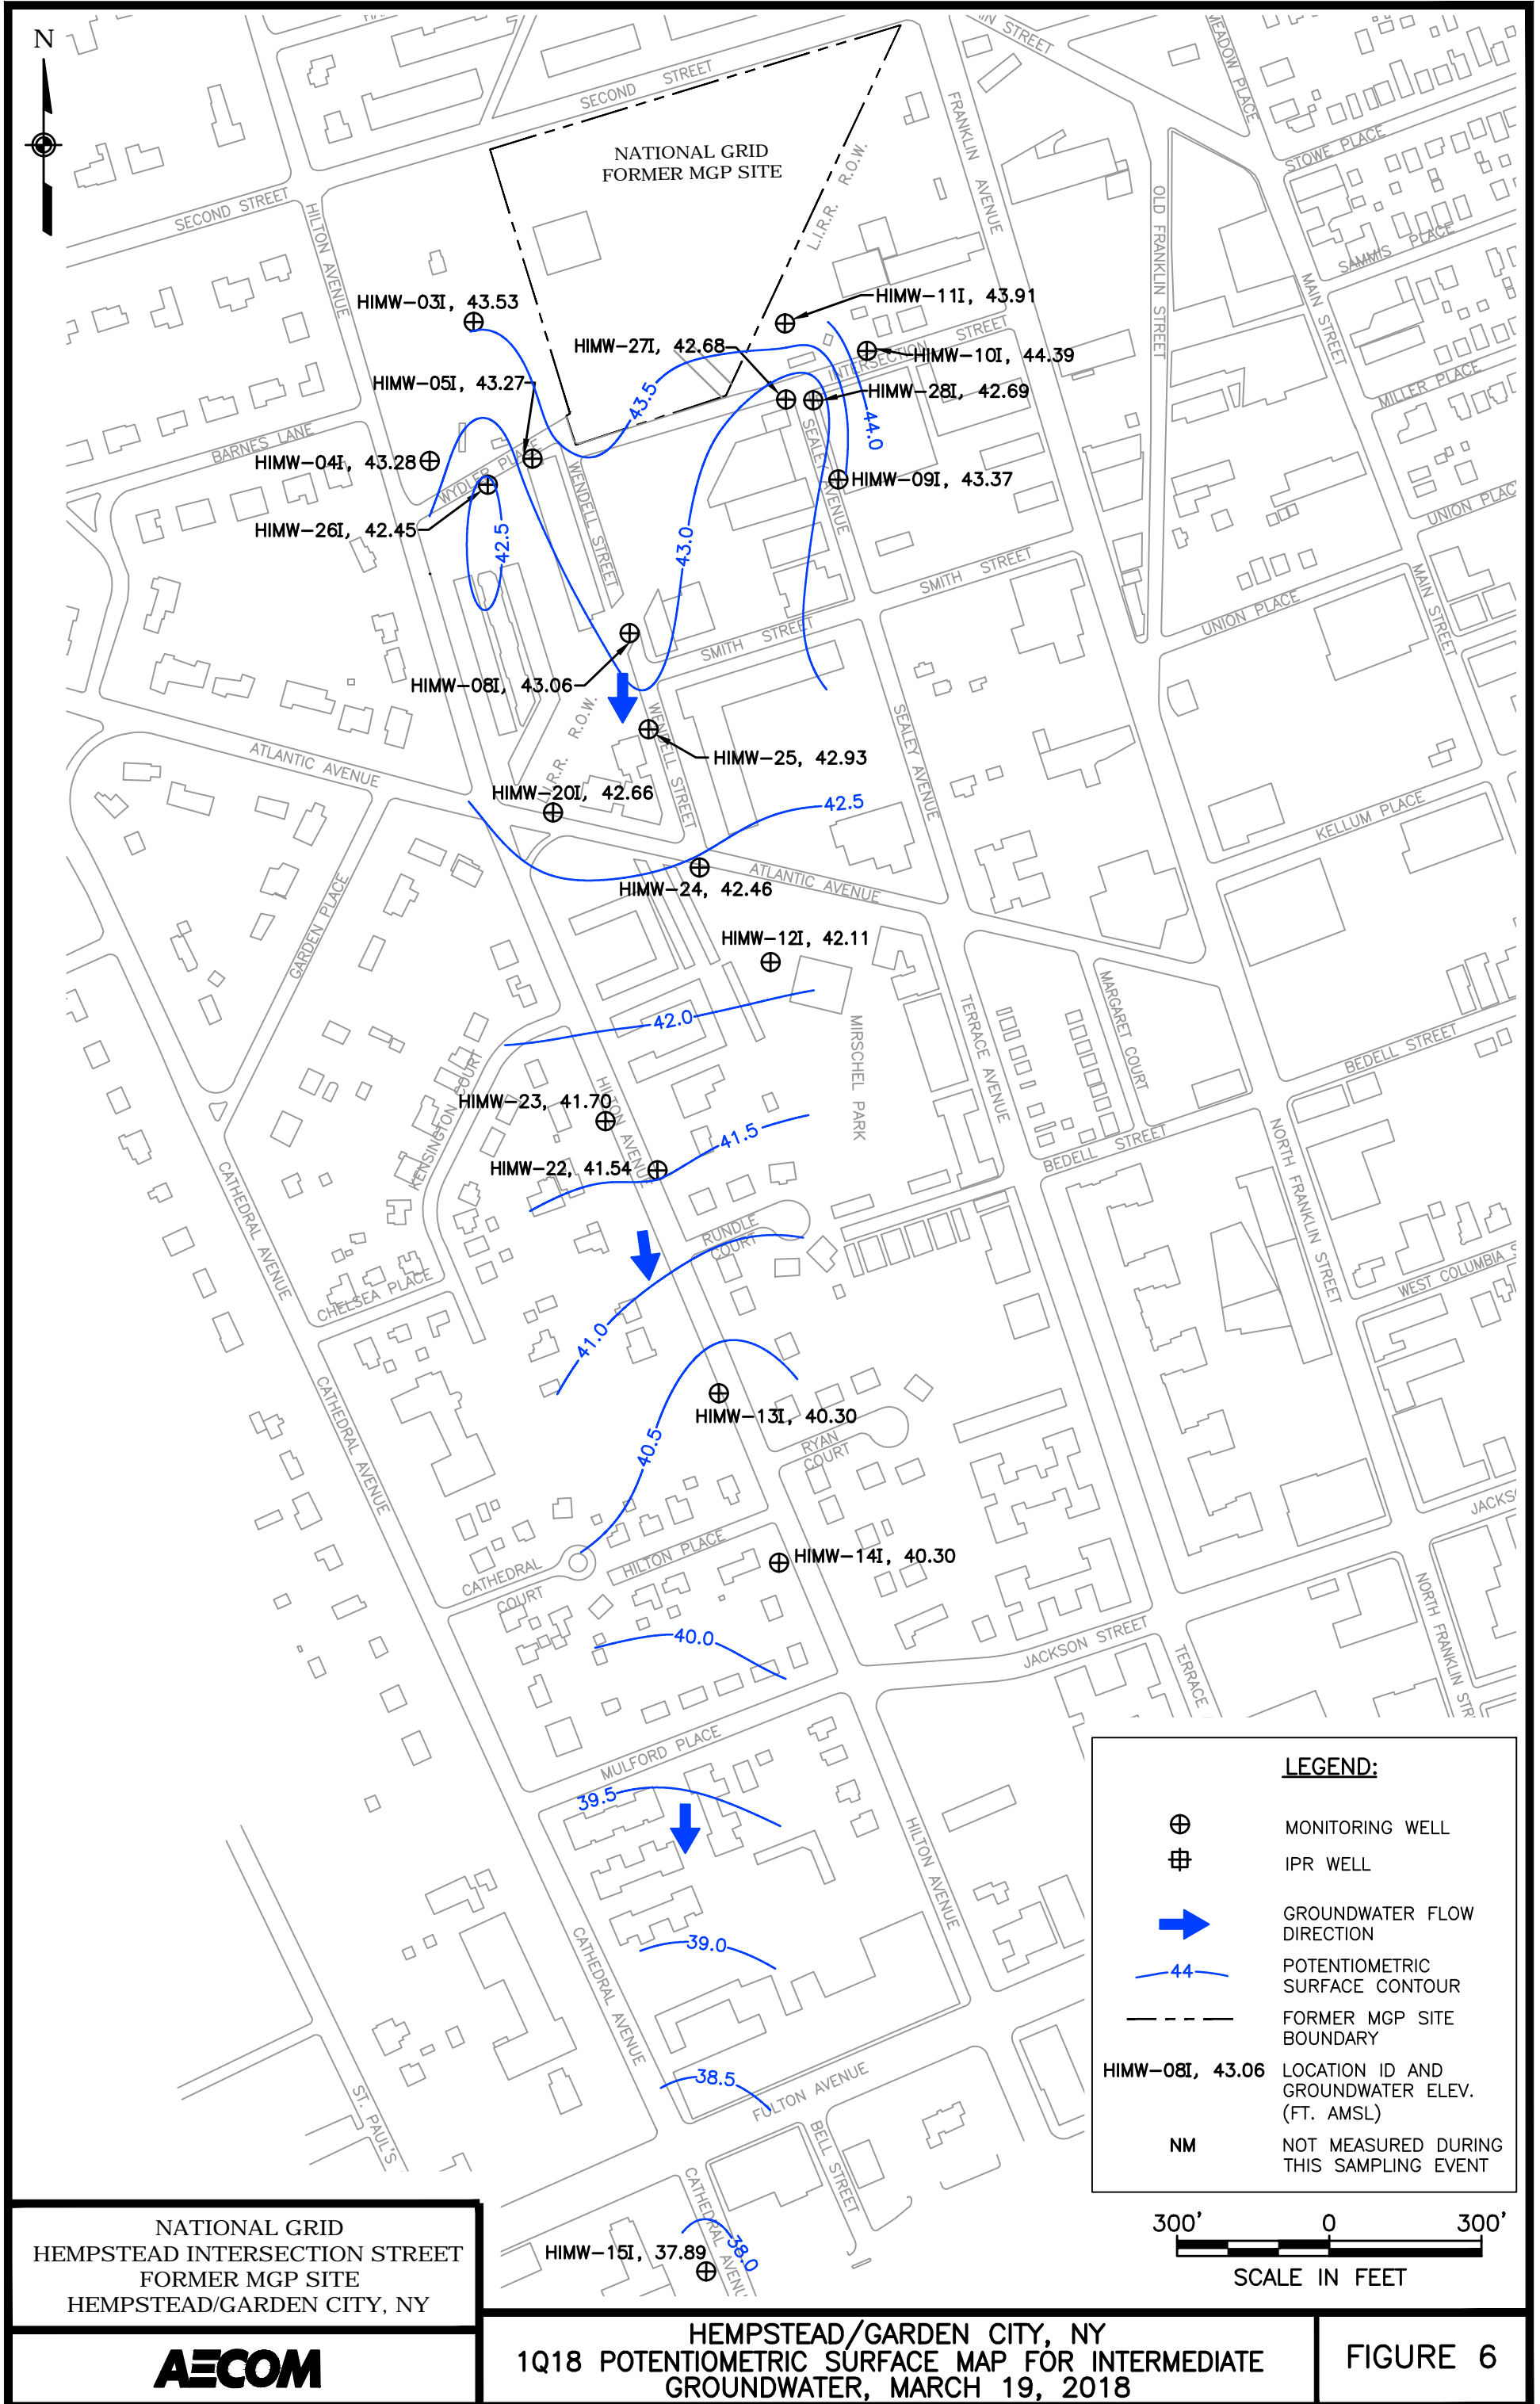 N
SECOND STREET
NATIONAL GRID
FORMER MGP SITE
L.I.R.R. R.O.W.
FRANKLIN AVENUE
STREET
MEADOW PLACE
STOWE PLACE
OLD FRANKLIN STREET
SAMMIS PLACE
MAIN STREET
SECOND STREET
HILTON AVENUE
HIMW-03I, 43.53
HIMW-11I, 43.91
HIMW-27I, 42.68
INTERSECTION STREET
HIMW-10I, 44.39
HIMW-05I, 43.27
43.5
HIMW-28I, 42.69
44.0
MILLER PLACE
BARNES LANE
HIMW-04I, 43.28
WYDLER PLACE
WENDELL STREET
SEALEY AVENUE
HIMW-09I, 43.37
UNION PLAC
HIMW-26I, 42.45
42.5
43.0
SMITH STREET
MAIN STREET
UNION PLACE
SMITH STREET
HIMW-08I, 43.06
L.I.R.R. R.O.W.
WENDELL STREET
SEALEY AVENUE
HIMW-25, 42.93
ATLANTIC AVENUE
HIMW-20I, 42.66
42.5
KELLUM PLACE
HIMW-24, 42.46
ATLANTIC AVENUE
GARDEN PLACE
HIMW-12I, 42.11
42.0
MIRSCHEL PARK
TERRACE AVENUE
MARGARET COURT
BEDELL STREET
KENSINGTON COURT
HIMW-23, 41.70
HILTON AVENUE
41.5
BEDELL STREET
HIMW-22, 41.54
CATHEDRAL AVENUE
NORTH FRANKLIN STREET
RUNDLE
COURT
WEST COLUMBIA S
CHELSEA PLACE
41.0
CATHEDRAL AVENUE
HIMW-13I, 40.30
40.5
RYAN
COURT
JACKS
CATHEDRAL
COURT
HILTON PLACE
HIMW-14I, 40.30
NORTH FRANKLIN STR
40.0
JACKSON STREET
TERRACE
MULFORD PLACE
39.5
HILTON AVENUE
CATHEDRAL AVENUE
39.0
38.5
FULTON AVENUE
ST. PAUL'S
BELL STREET
CATHEDRAL AVENU
HIMW-15I, 37.89
38.0
LEGEND:
MONITORING WELL
IPR WELL
GROUNDWATER FLOW
DIRECTION
44
POTENTIOMETRIC
SURFACE CONTOUR
FORMER MGP SITE
BOUNDARY
HIMW-08I, 43.06
LOCATION ID AND
GROUNDWATER ELEV.
(FT. AMSL)
NM
NOT MEASURED DURING
THIS SAMPLING EVENT
300' 0 300'
SCALE IN FEET
NATIONAL GRID
HEMPSTEAD INTERSECTION STREET
FORMER MGP SITE
HEMPSTEAD/GARDEN CITY, NY
AECOM
HEMPSTEAD/GARDEN CITY, NY
1Q18 POTENTIOMETRIC SURFACE MAP FOR INTERMEDIATE
GROUNDWATER, MARCH 19, 2018
FIGURE 6